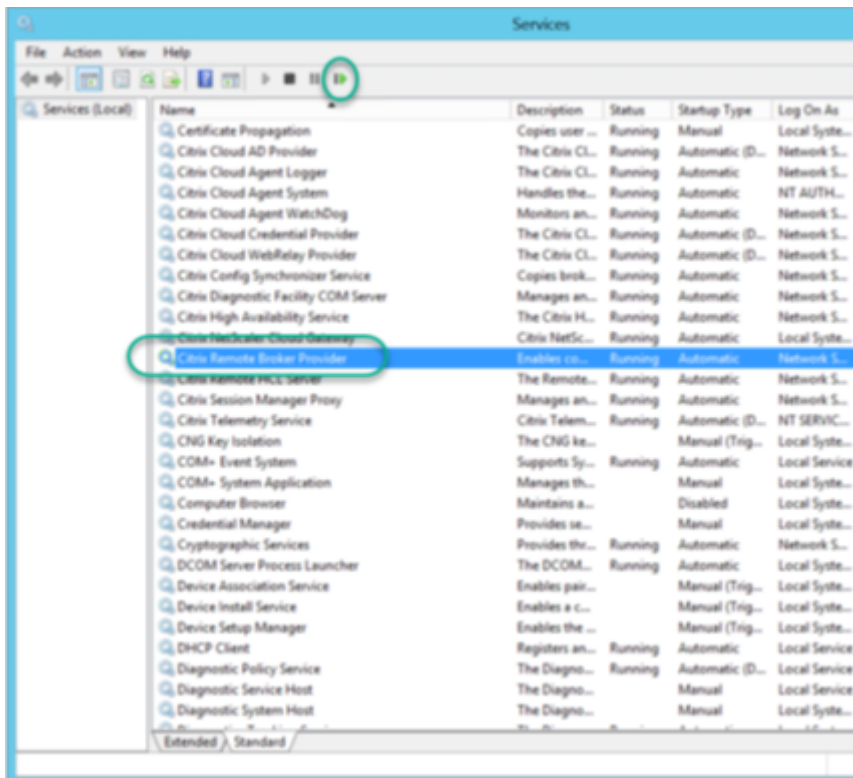 Services
File Action View Help
Services (Local)
Name Description Status Startup Type Log On As
Certificate Propagation Copies user ... Running Manual Local Syste...
Citrix Cloud AD Provider The Citrix Cl... Running Automatic (D... Network S...
Citrix Cloud Agent Logger The Citrix Cl... Running Automatic Network S...
Citrix Cloud Agent System Handles the... Running Automatic NT AUTH...
Citrix Cloud Agent WatchDog Monitors an... Running Automatic Network S...
Citrix Cloud Credential Provider The Citrix Cl... Running Automatic (D... Network S...
Citrix Cloud WebRelay Provider The Citrix Cl... Running Automatic (D... Network S...
Citrix Config Synchronizer Service Copies brok... Running Automatic Network S...
Citrix Diagnostic Facility COM Server Manages an... Running Automatic Network S...
Citrix High Availability Service The Citrix H... Running Automatic Network S...
Citrix NetScaler Cloud Gateway Citrix NetSc... Running Automatic Local Syste...
Citrix Remote Broker Provider Enables co... Running Automatic Network S...
Citrix Remote HCL Server The Remote... Running Automatic Network S...
Citrix Session Manager Proxy Manages an... Running Automatic Network S...
Citrix Telemetry Service Citrix Telem... Running Automatic (D... NT SERVIC...
CNG Key Isolation The CNG ke... Manual (Trig... Local Syste...
COM+ Event System Supports Sy... Running Automatic Local Service
COM+ System Application Manages th... Manual Local Syste...
Computer Browser Maintains a... Disabled Local Syste...
Credential Manager Provides se... Manual Local Syste...
Cryptographic Services Provides thr... Running Automatic Network S...
DCOM Server Process Launcher The DCOM... Running Automatic Local Syste...
Device Association Service Enables pair... Manual (Trig... Local Syste...
Device Install Service Enables a c... Manual (Trig... Local Syste...
Device Setup Manager Enables the ... Manual (Trig... Local Syste...
DHCP Client Registers an... Running Automatic Local Service
Diagnostic Policy Service The Diagno... Running Automatic (D... Local Service
Diagnostic Service Host The Diagno... Manual Local Service
Diagnostic System Host The Diagno... Manual Local Syste...
Extended Standard